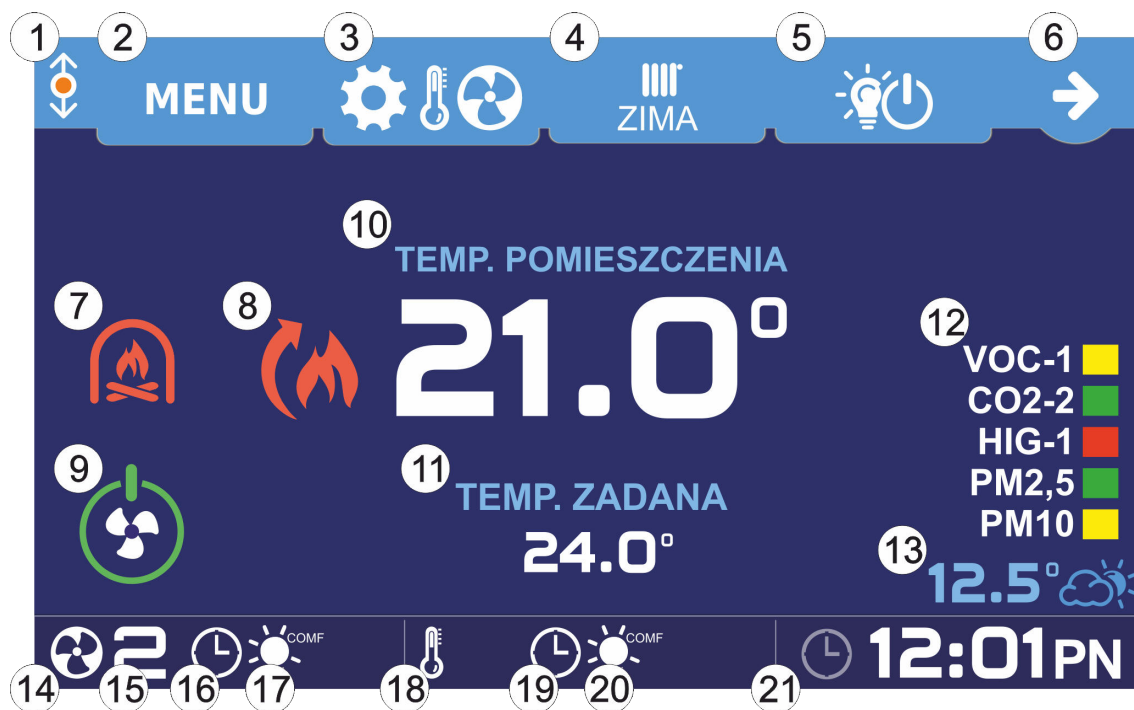 1 2 3 4 5 6
MENU
ZIMA
10
TEMP. POMIESZCZENIA
21.0°
7 8
12
VOC-1
CO2-2
HIG-1
PM2,5
PM10
9
11
TEMP. ZADANA
24.0°
13
12.5°
2 COMF COMF 12:01PN
14 15 16 17 18 19 20 21